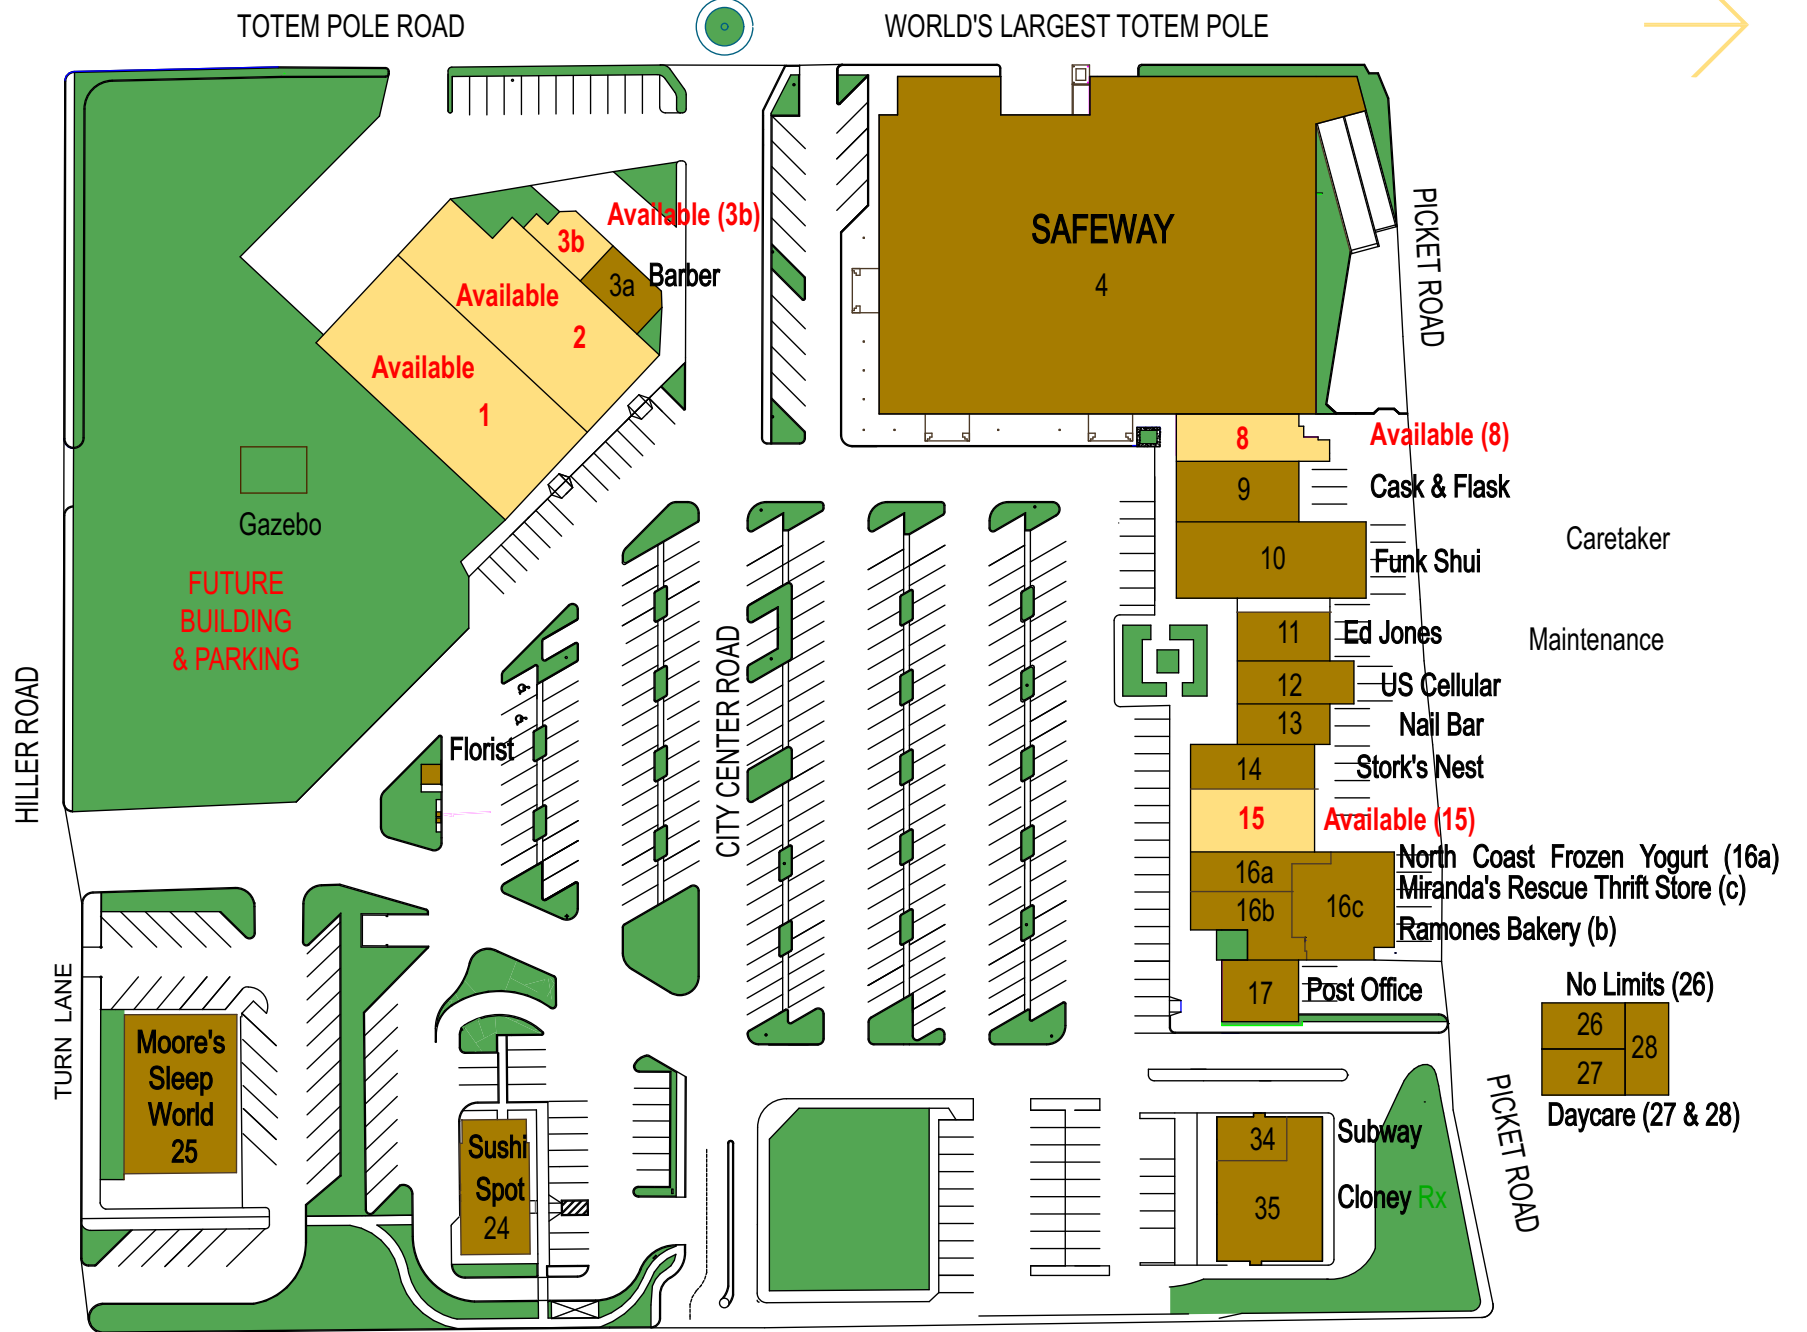 TOTEM POLE ROAD
WORLD'S LARGEST TOTEM POLE
Available (3b)
3b
Barber
3a
Available
2
Available
1
SAFEWAY
4
PICKET ROAD
8
Available (8)
9
Cask & Flask
10
Funk Shui
Caretaker
11
Ed Jones
Maintenance
12
US Cellular
13
Nail Bar
14
Stork's Nest
15
Available (15)
16a
North Coast Frozen Yogurt (16a)
Miranda's Rescue Thrift Store (c)
16b
16c
Ramones Bakery (b)
17
Post Office
No Limits (26)
26
27
28
Daycare (27 & 28)
PICKET ROAD
Gazebo
FUTURE
BUILDING
& PARKING
HILLER ROAD
Florist
CITY CENTER ROAD
TURN LANE
Moore's
Sleep
World
25
Sushi
Spot
24
34
Subway
35
Cloney Rx